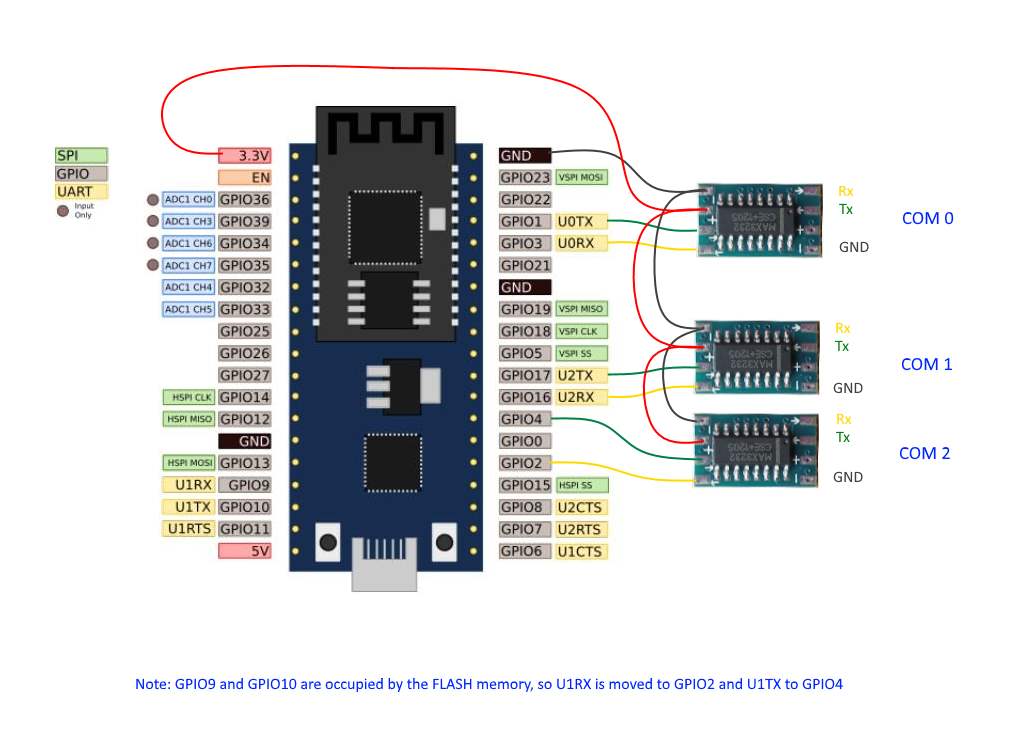 SPI
GPIO
UART
Input
Only
3.3V
EN
ADC1 CH0 GPIO36
ADC1 CH3 GPIO39
ADC1 CH6 GPIO34
ADC1 CH7 GPIO35
ADC1 CH4 GPIO32
ADC1 CH5 GPIO33
GPIO25
GPIO26
GPIO27
HSPI CLK GPIO14
HSPI MISO GPIO12
GND
HSPI MOSI GPIO13
U1RX GPIO9
U1TX GPIO10
U1RTS GPIO11
5V
GND
GPIO23 VSPI MOSI
GPIO22
GPIO1 U0TX
GPIO3 U0RX
GPIO21
GND
GPIO19 VSPI MISO
GPIO18 VSPI CLK
GPIO5 VSPI SS
GPIO17 U2TX
GPIO16 U2RX
GPIO4
GPIO0
GPIO2
GPIO15 HSPI SS
GPIO8 U2CTS
GPIO7 U2RTS
GPIO6 U1CTS
MAX3232
CSE+1205
Rx
Tx
GND
COM 0
MAX3232
CSE+1205
Rx
Tx
GND
COM 1
MAX3232
CSE+1205
Rx
Tx
GND
COM 2
Note: GPIO9 and GPIO10 are occupied by the FLASH memory, so U1RX is moved to GPIO2 and U1TX to GPIO4